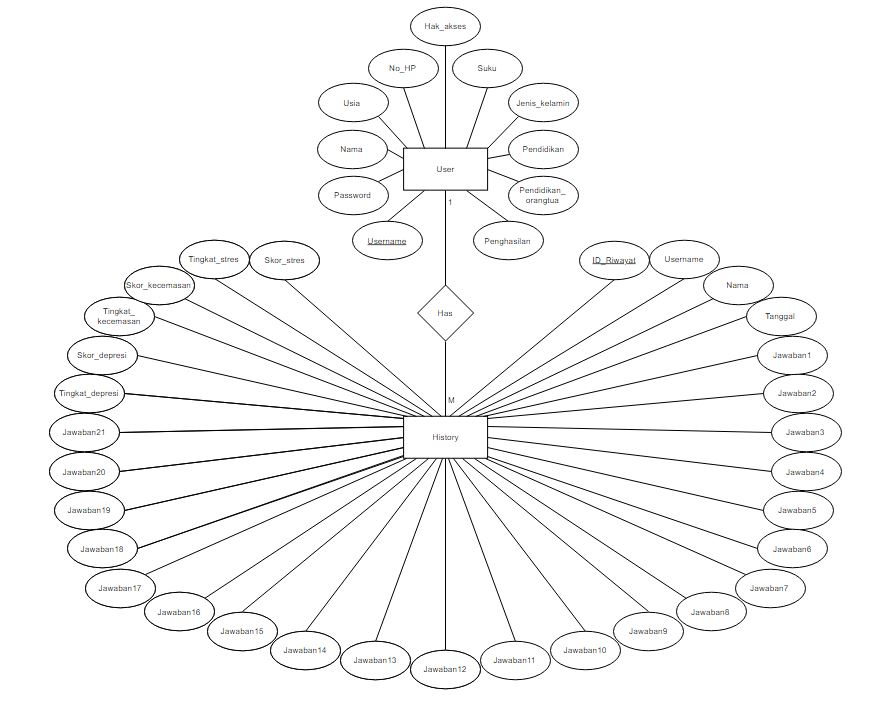 Hak_akses
No_HP
Suku
Usia
Jenis_kelamin
Nama
Pendidikan
User
Password
Pendidikan_
orangtua
1
Username
Penghasilan
Tingkat_stres
Skor_stres
ID_Riwayat
Username
Skor_kecemasan
Nama
Tingkat_
kecemasan
Has
Tanggal
Skor_depresi
Jawaban1
Tingkat_depresi
M
Jawaban2
Jawaban21
History
Jawaban3
Jawaban20
Jawaban4
Jawaban19
Jawaban5
Jawaban18
Jawaban6
Jawaban17
Jawaban7
Jawaban16
Jawaban8
Jawaban15
Jawaban9
Jawaban14
Jawaban10
Jawaban13
Jawaban11
Jawaban12